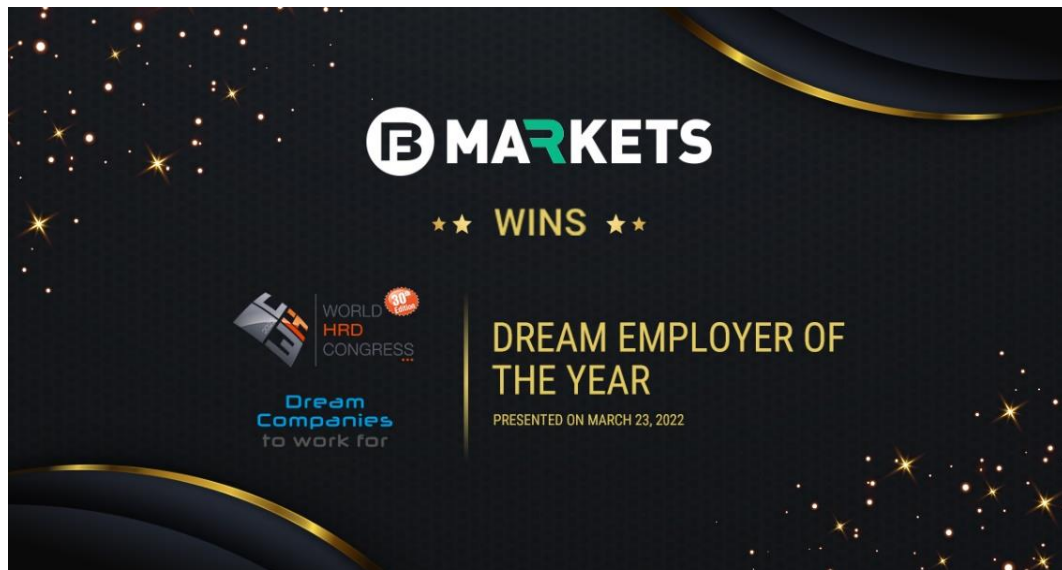 B MARKETS
WINS
WORLD
HRD
CONGRESS
30th
Edition
Dream
Companies
to work for
DREAM EMPLOYER OF
THE YEAR
PRESENTED ON MARCH 23, 2022